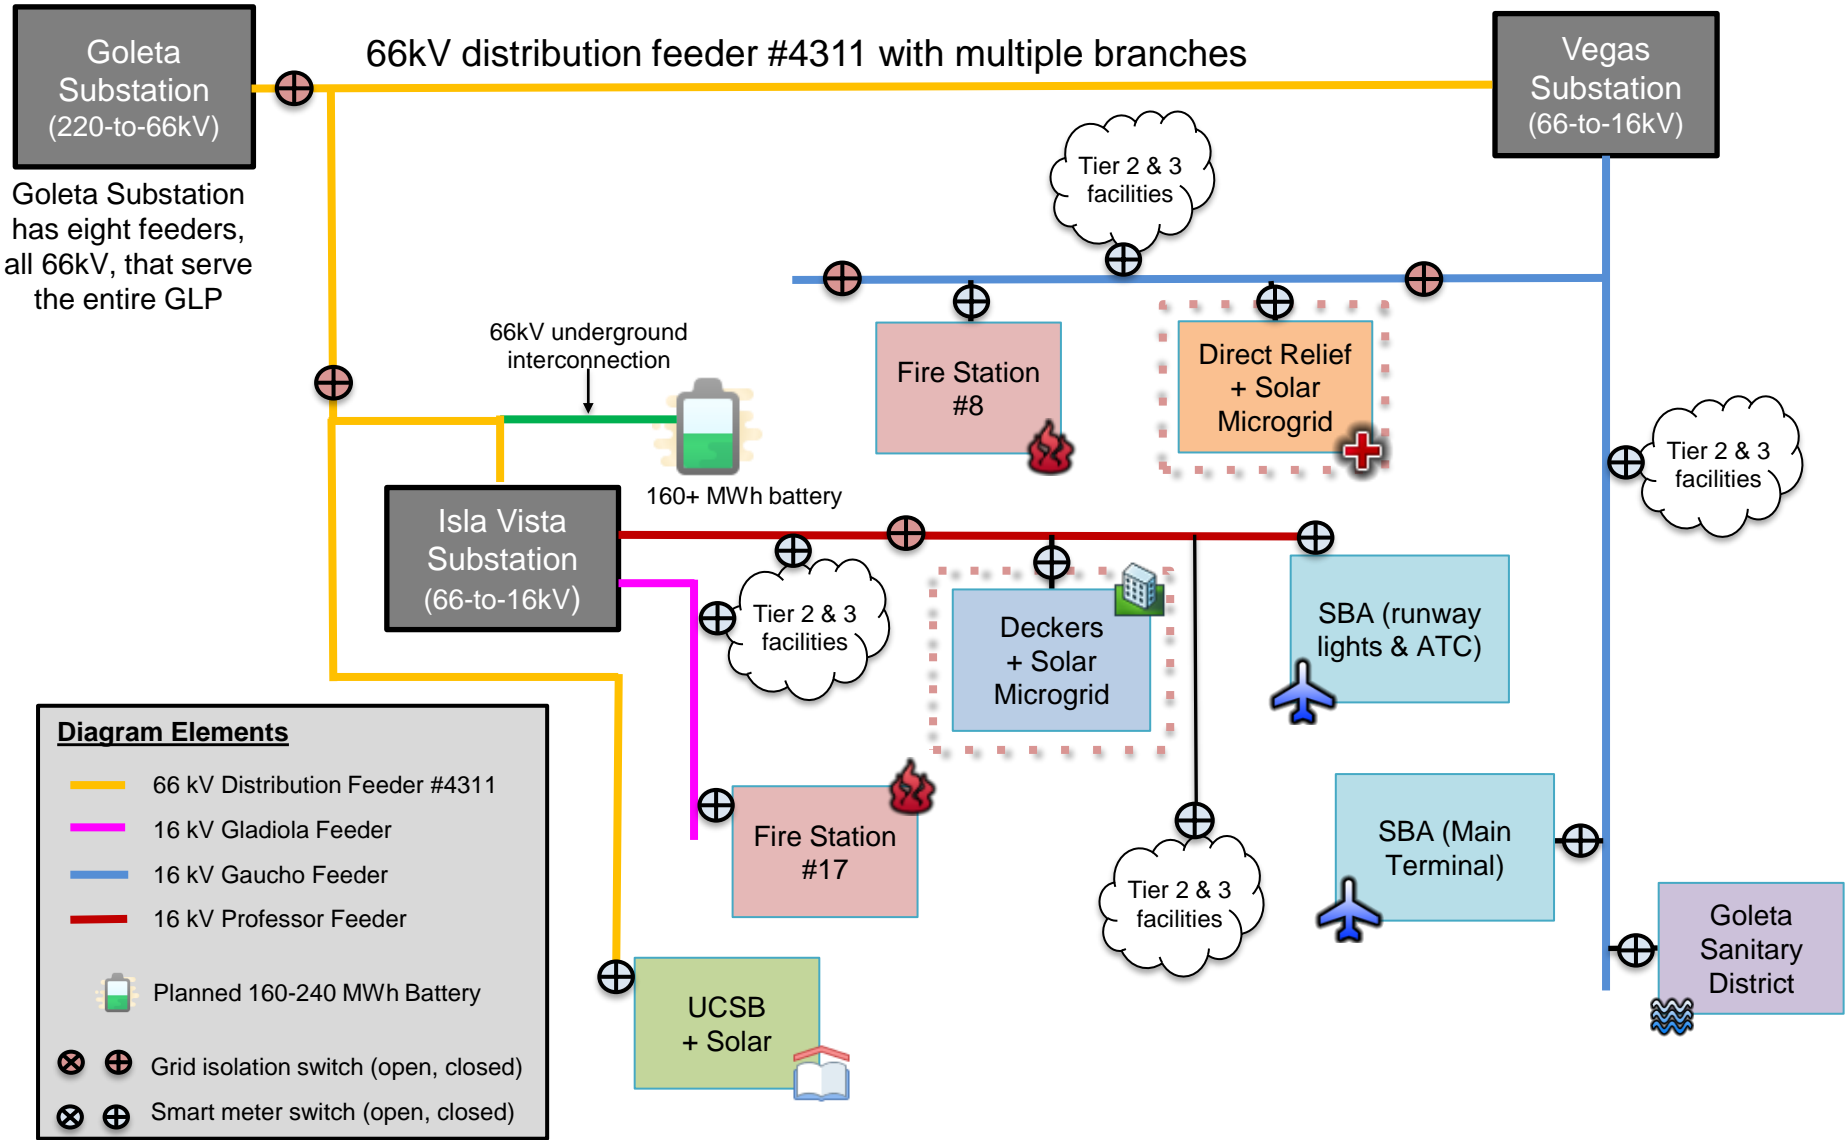 Goleta
Substation
(220-to-66kV)
66kV distribution feeder #4311 with multiple branches
Vegas
Substation
(66-to-16kV)
Goleta Substation
has eight feeders,
all 66kV, that serve
the entire GLP
Tier 2 & 3
facilities
66kV underground
interconnection
Fire Station
#8
Direct Relief
+ Solar
Microgrid
Tier 2 & 3
facilities
160+ MWh battery
Isla Vista
Substation
(66-to-16kV)
Tier 2 & 3
facilities
Deckers
+ Solar
Microgrid
SBA (runway
lights & ATC)
Fire Station
#17
Tier 2 & 3
facilities
SBA (Main
Terminal)
Goleta
Sanitary
District
UCSB
+ Solar
Diagram Elements
66 kV Distribution Feeder #4311
16 kV Gladiola Feeder
16 kV Gaucho Feeder
16 kV Professor Feeder
Planned 160-240 MWh Battery
Grid isolation switch (open, closed)
Smart meter switch (open, closed)